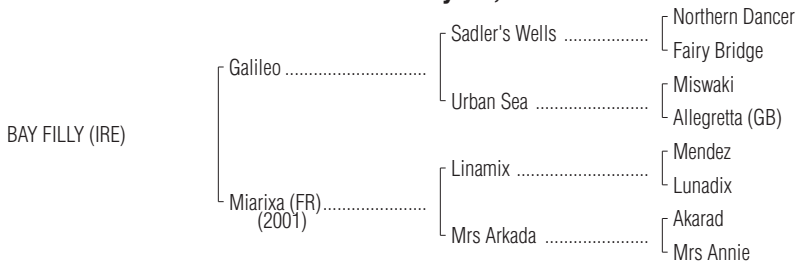 Northern Dancer
Sadler's Wells ...................
Fairy Bridge
Galileo ..............................
Miswaki
Urban Sea .........................
Allegretta (GB)
BAY FILLY (IRE)
Mendez
Linamix .............................
Lunadix
Miarixa (FR)......................
(2001)
Akarad
Mrs Arkada .......................
Mrs Annie